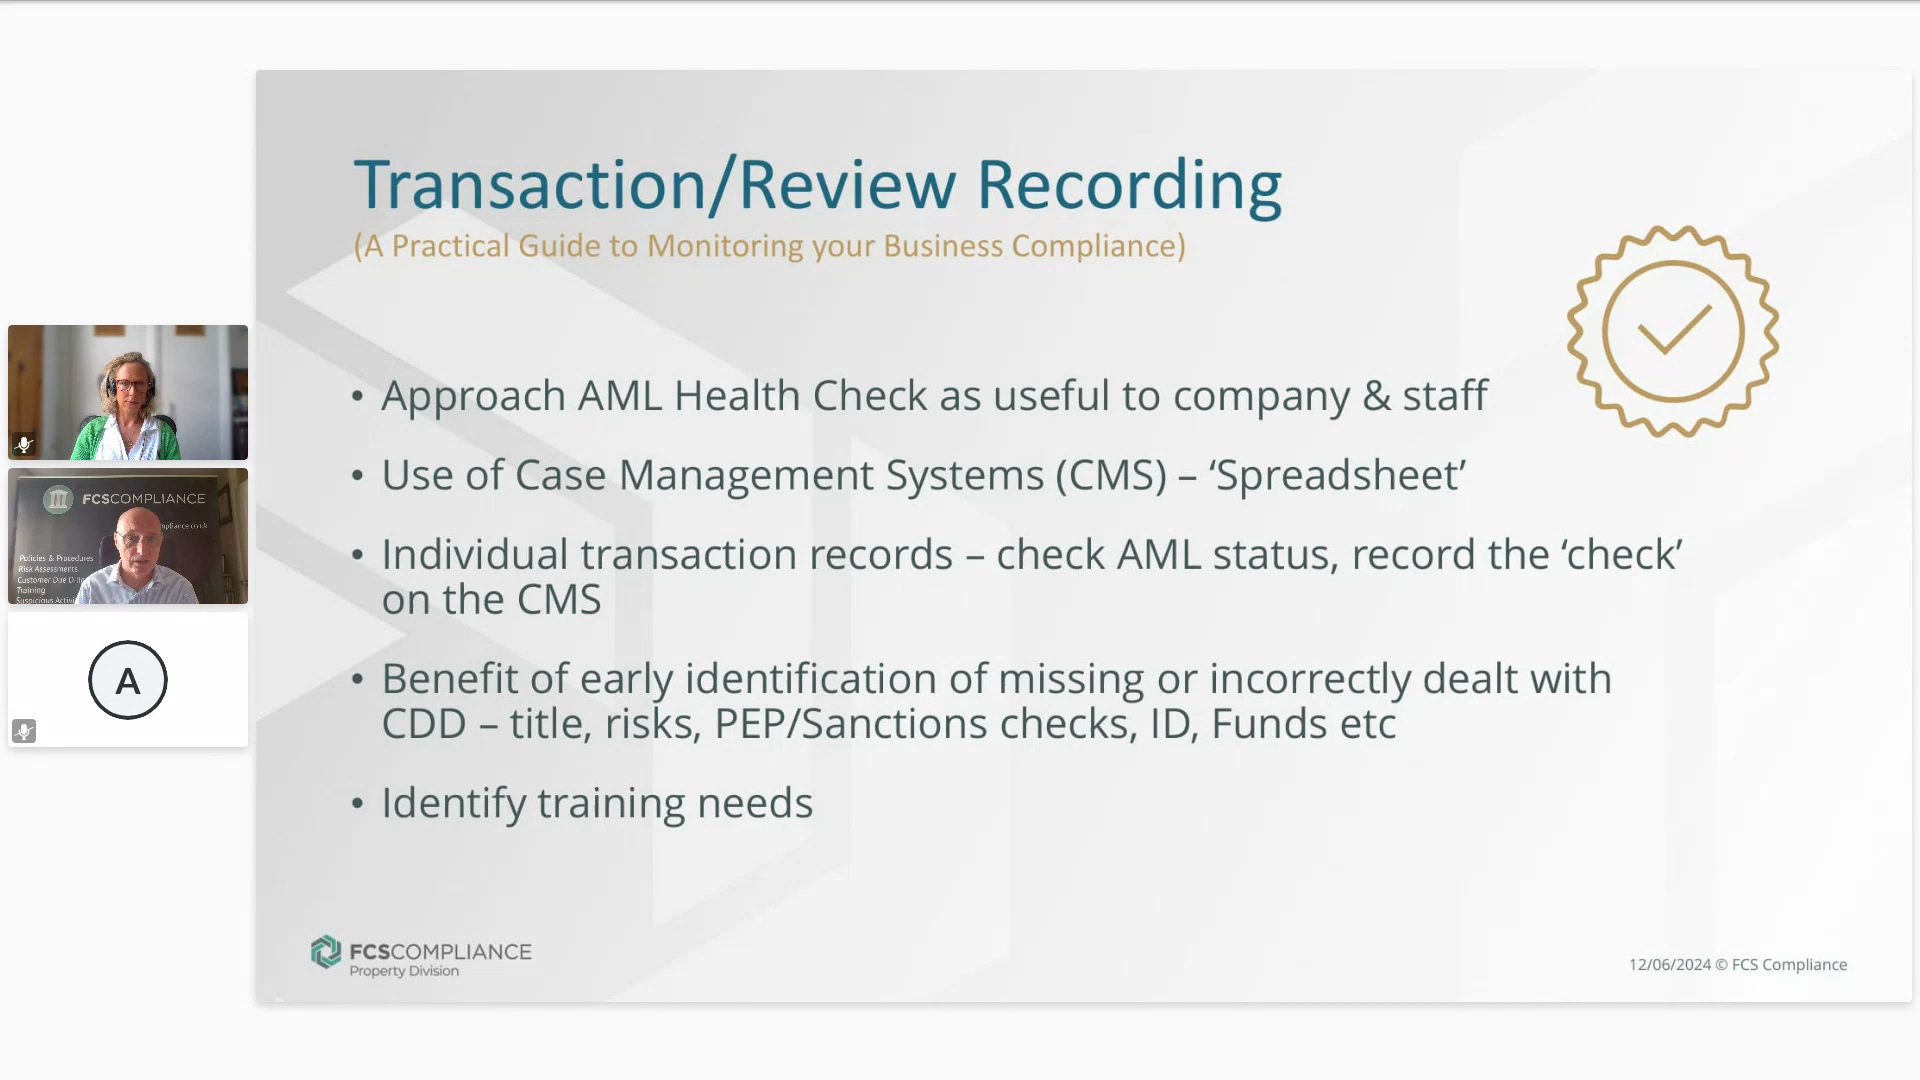 Transaction/Review Recording
(A Practical Guide to Monitoring your Business Compliance)
• Approach AML Health Check as useful to company & staff
• Use of Case Management Systems (CMS) – ‘Spreadsheet’
• Individual transaction records – check AML status, record the ‘check’
on the CMS
• Benefit of early identification of missing or incorrectly dealt with
CDD – title, risks, PEP/Sanctions checks, ID, Funds etc
• Identify training needs
FCSCOMPLIANCE
Property Division
12/06/2024 © FCS Compliance
FCSCOMPLIANCE
Policies & Procedures
Risk Assessments
Customer Due
Training
Suspicious
A